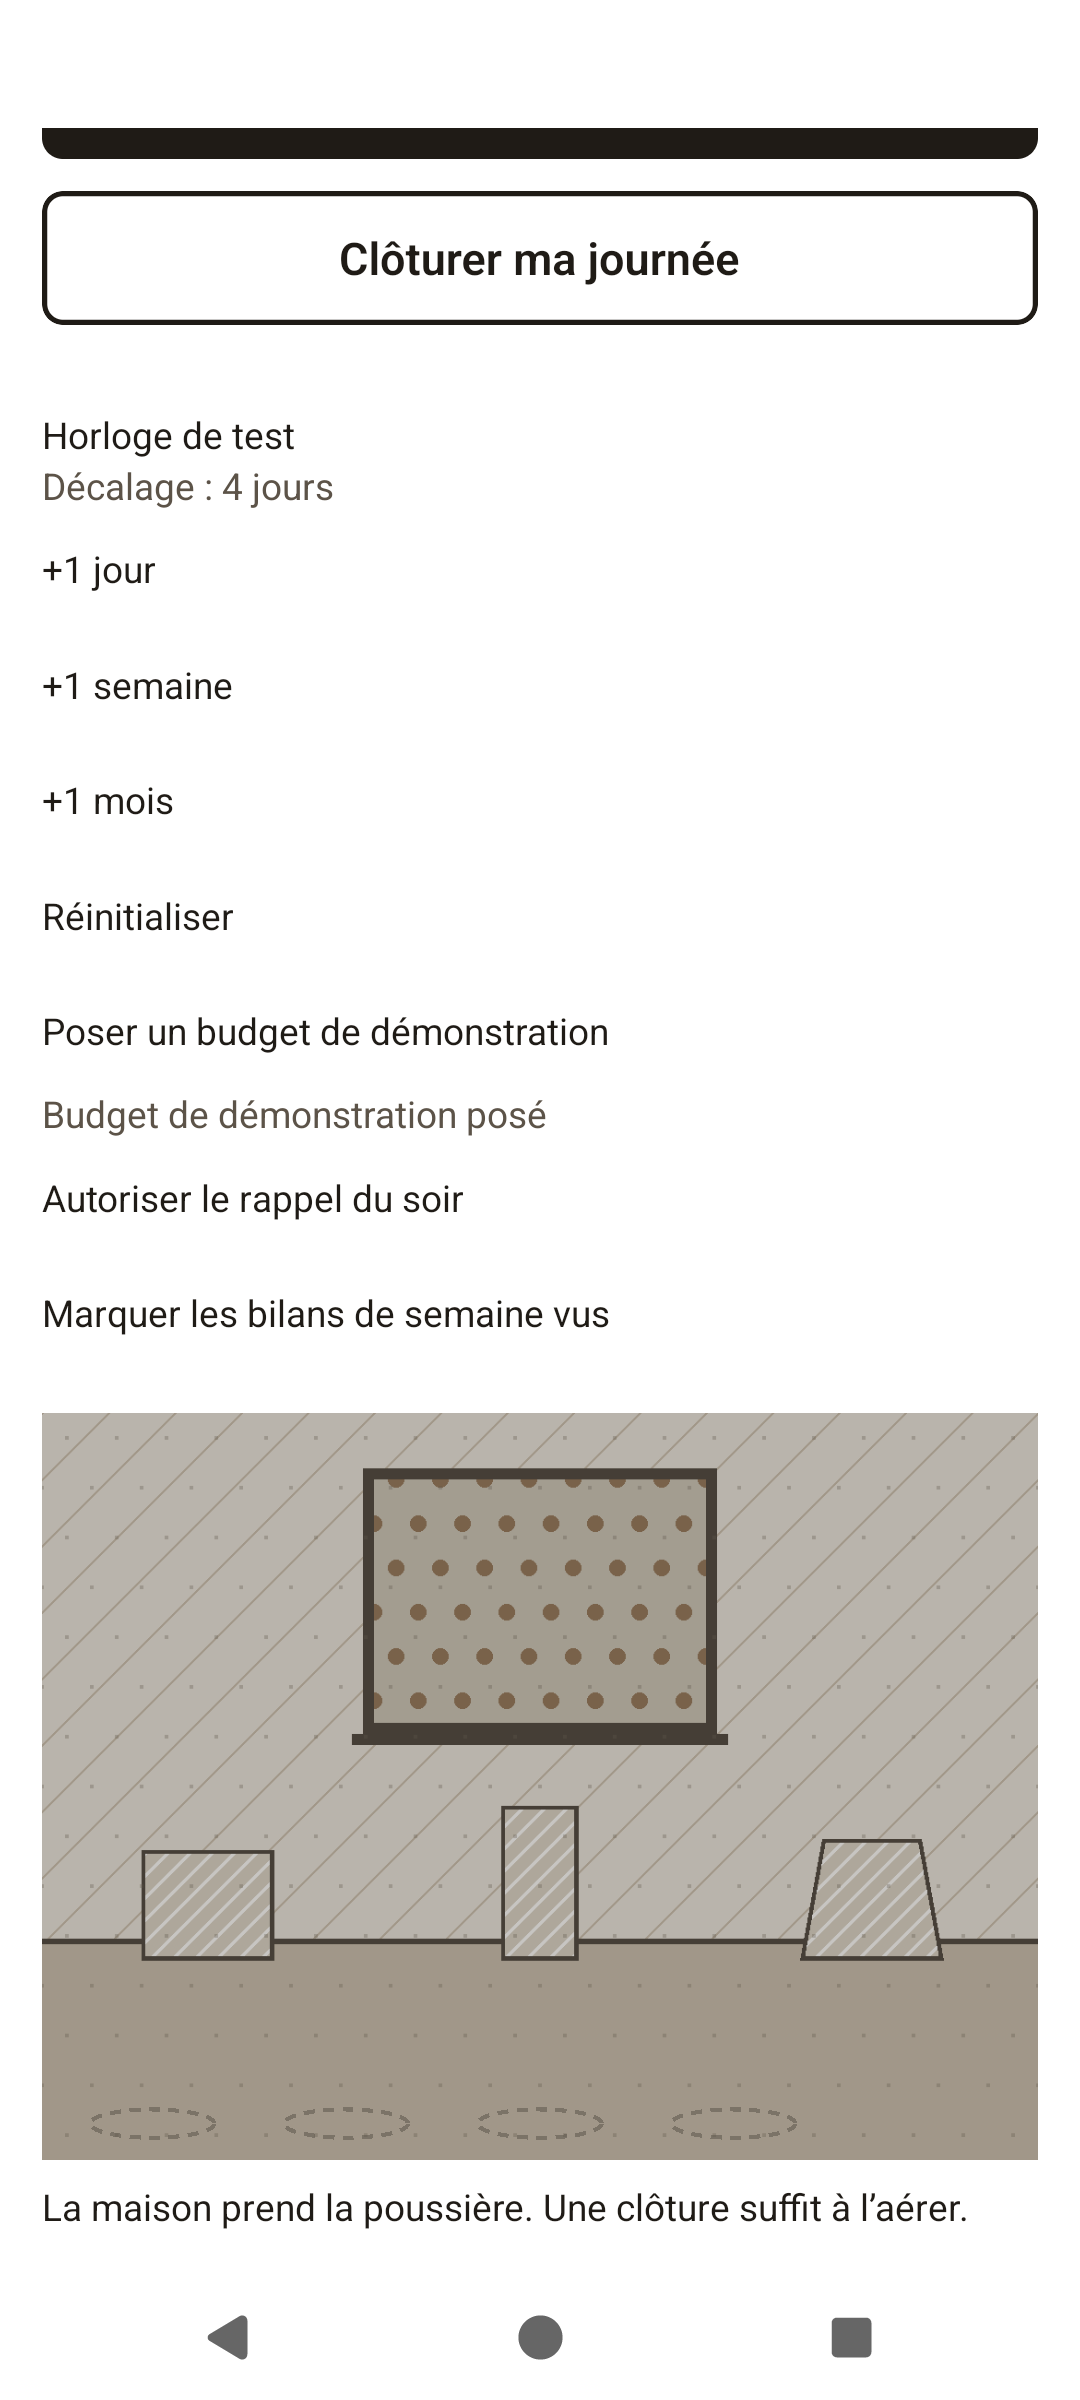 Clôturer ma journée
Horloge de test
Décalage : 4 jours
+1 jour
+1 semaine
+1 mois
Réinitialiser
Poser un budget de démonstration
Budget de démonstration posé
Autoriser le rappel du soir
Marquer les bilans de semaine vus
La maison prend la poussière. Une clôture suffit à l’aérer.